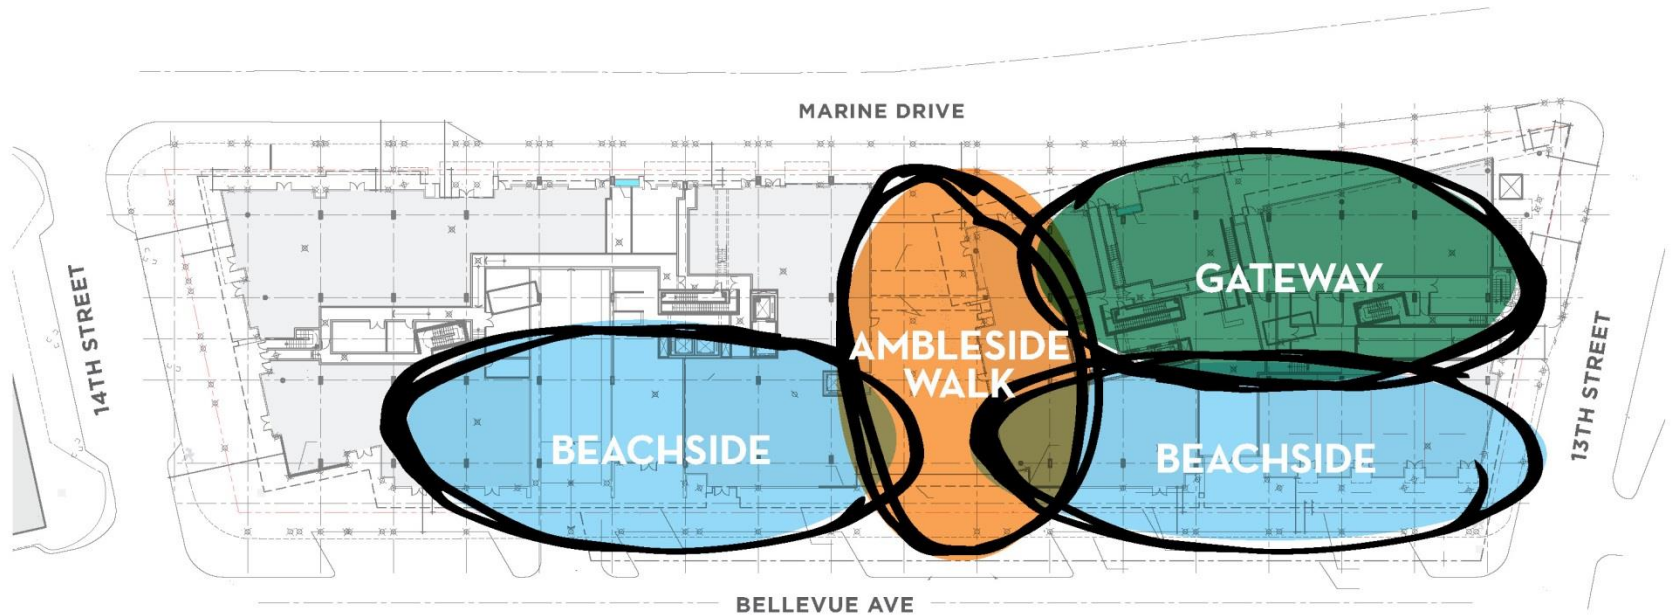 MARINE DRIVE
14TH STREET
GATEWAY
AMBLESIDE
WALK
13TH STREET
BEACHSIDE
BEACHSIDE
BELLEVUE AVE